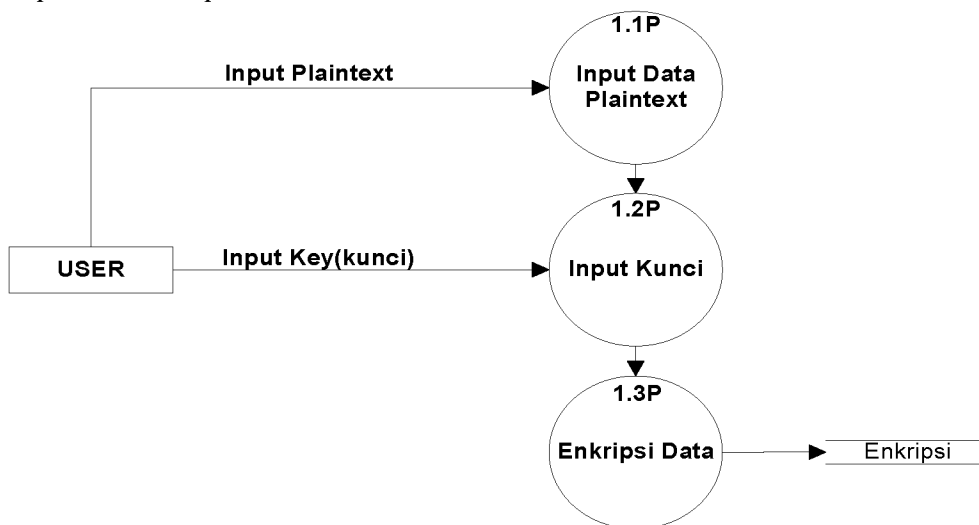 1.1P
Input Data
Plaintext
Input Plaintext
1.2P
Input Kunci
USER
Input Key(kunci)
1.3P
Enkripsi Data
Enkripsi